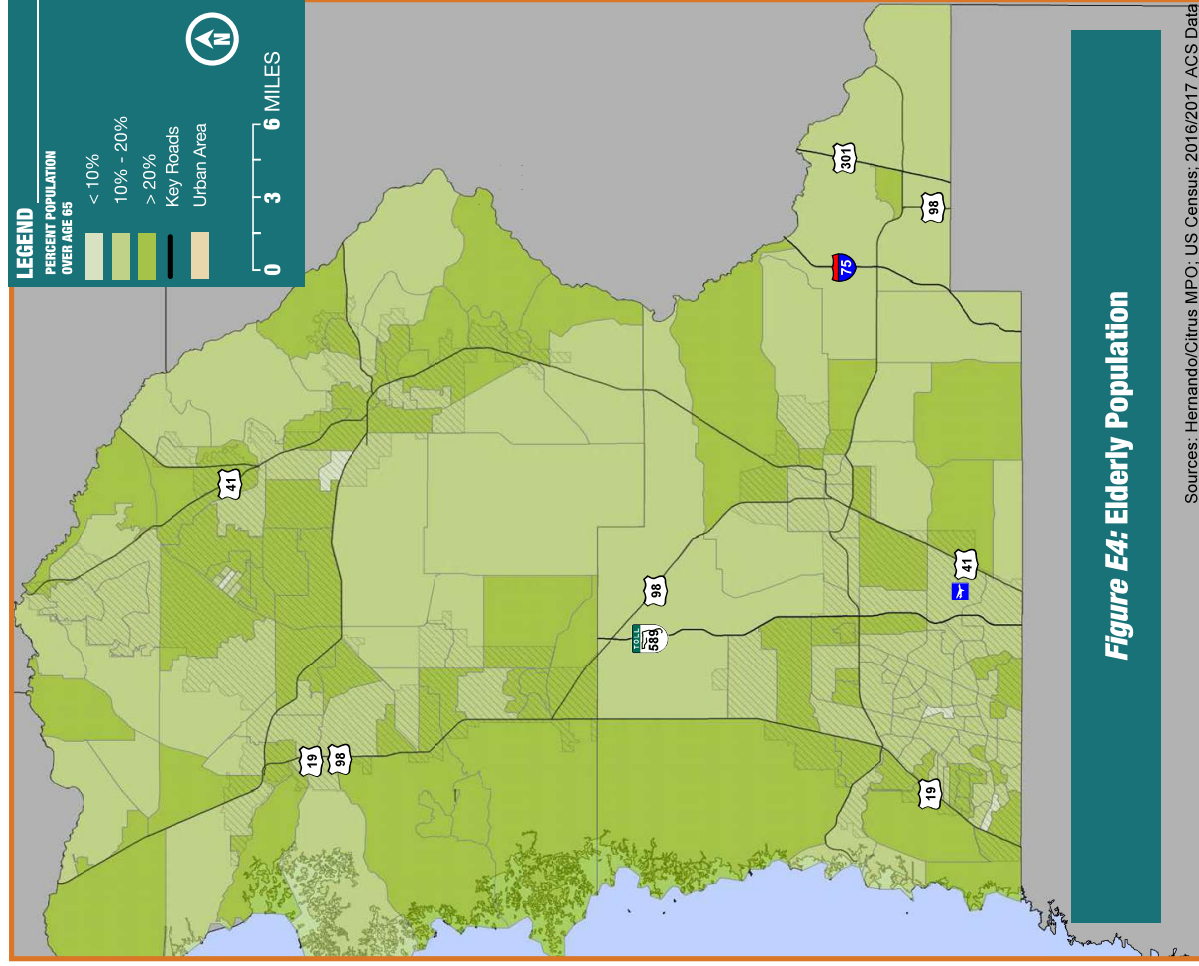 LEGEND
PERCENT POPULATION
OVER AGE 65
< 10%
10% - 20%
> 20%
Key Roads
Urban Area
N
0 3 6 MILES
41
301
98
75
19
98
98
TOLL
589
41
19
Figure E4: Elderly Population
Sources: Hernando/Citrus MPO; US Census; 2016/2017 ACS Data